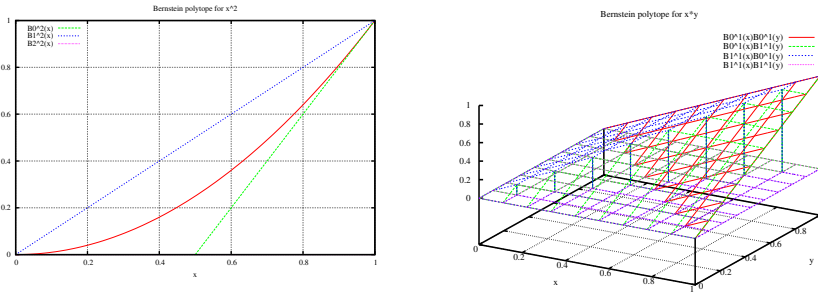 Bernstein polytope for x^2
B0^2(x)
B1^2(x)
B2^2(x)
1
0.8
0.6
0.4
0.2
0
0 0.2 0.4 0.6 0.8 1
x
Bernstein polytope for x*y
B0^1(x)B0^1(y)
B0^1(x)B1^1(y)
B1^1(x)B0^1(y)
B1^1(x)B1^1(y)
1
0.8
0.6
0.4
0.2
0
0 0.2 0.4 0.6 0.8 1
x
0 0.2 0.4 0.6 0.8 1
y